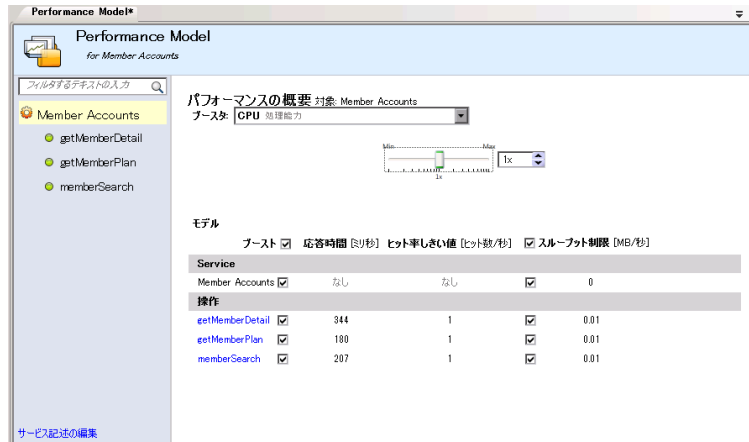 Performance Model*
Performance Model
for Member Accounts
フィルタするテキストの入力
Member Accounts
getMemberDetail
getMemberPlan
memberSearch
サービス記述の編集
パフォーマンスの概要 対象: Member Accounts
ブースタ: CPU 処理能力
Min Max
1x
1x
モデル
ブースト 応答時間 [ミリ秒] ヒット率しきい値 [ヒット数/秒] スループット制限 [MB/秒]
Service
Member Accounts なし なし 0
操作
getMemberDetail 344 1 0.01
getMemberPlan 180 1 0.01
memberSearch 207 1 0.01